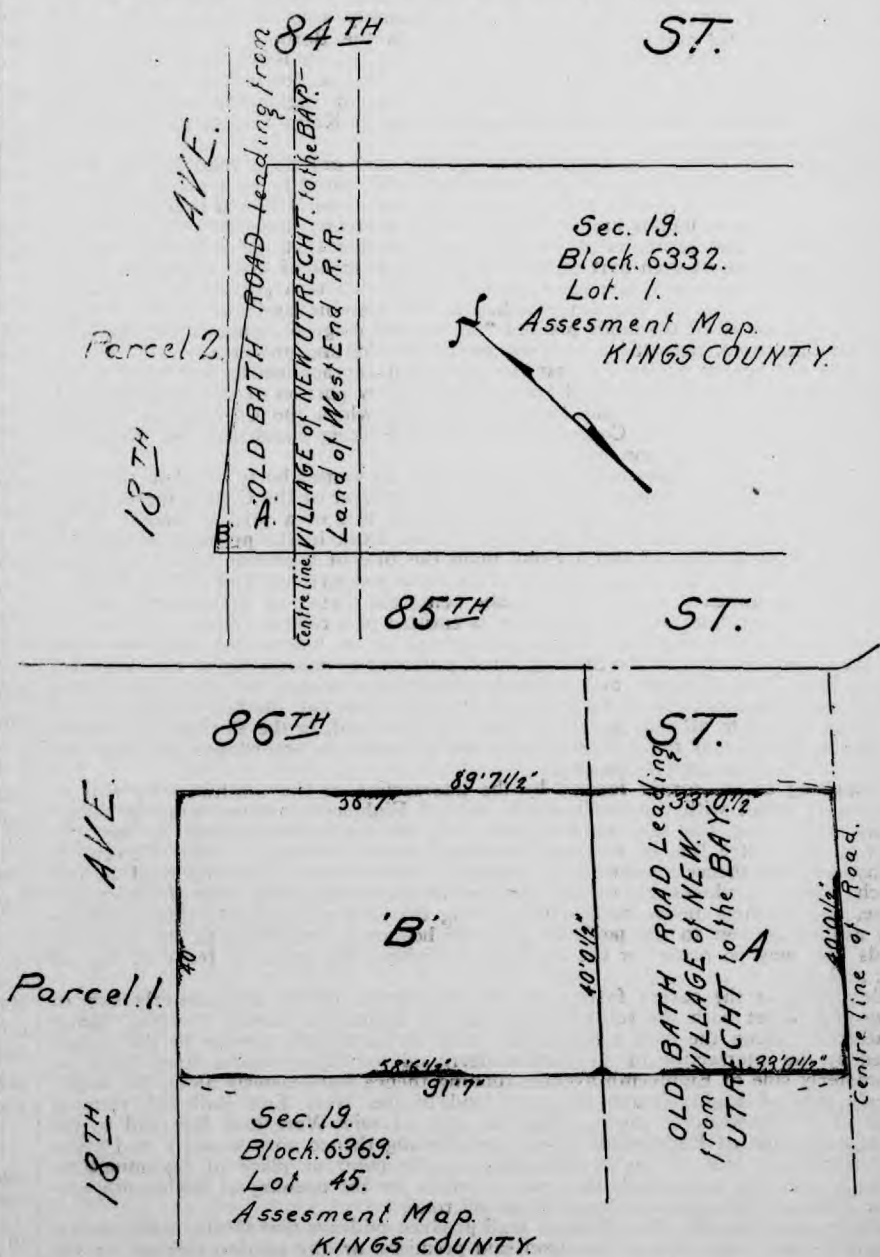 84TH ST.
AVE.
18TH
Parcel 2.
OLD BATH ROAD leading from
VILLAGE of NEW UTRECHT. to the BAY.
Centre line.
Land of West End R.R.
A.
B
Sec. 19.
Block. 6332.
Lot. 1.
Assesment Map.
KINGS COUNTY.
N
85TH ST.
86TH ST.
AVE.
18TH
Parcel. 1.
89'7½"
56'7"
33'0½"
40'
'B'
40'0½"
OLD BATH ROAD Leading
from VILLAGE of NEW
UTRECHT to the BAY
A
40'0½"
Centre line of Road.
58'6½"
91'7"
33'0½"
Sec. 19.
Block. 6369.
Lot 45.
Assesment Map.
KINGS COUNTY.